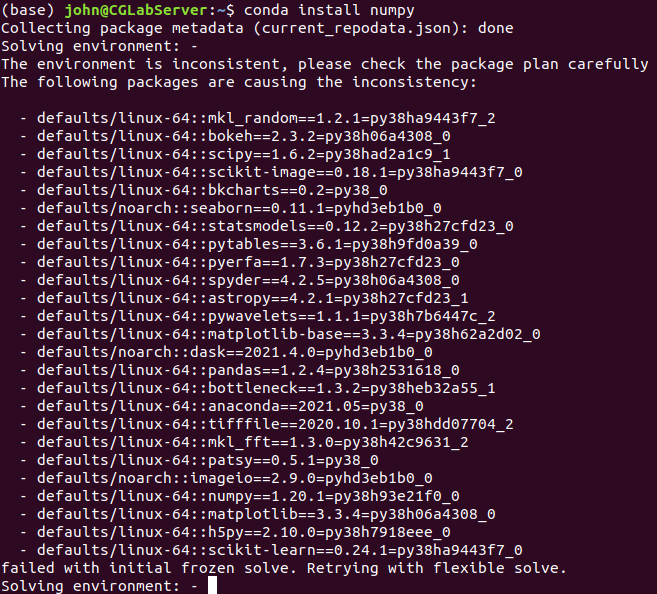 (base) john@CGLabServer:~$ conda install numpy
Collecting package metadata (current_repodata.json): done
Solving environment: -
The environment is inconsistent, please check the package plan carefully
The following packages are causing the inconsistency:
- defaults/linux-64::mkl_random==1.2.1=py38ha9443f7_2
- defaults/linux-64::bokeh==2.3.2=py38h06a4308_0
- defaults/linux-64::scipy==1.6.2=py38had2a1c9_1
- defaults/linux-64::scikit-image==0.18.1=py38ha9443f7_0
- defaults/linux-64::bkcharts==0.2=py38_0
- defaults/noarch::seaborn==0.11.1=pyhd3eb1b0_0
- defaults/linux-64::statsmodels==0.12.2=py38h27cfd23_0
- defaults/linux-64::pytables==3.6.1=py38h9fd0a39_0
- defaults/linux-64::pyerfa==1.7.3=py38h27cfd23_0
- defaults/linux-64::spyder==4.2.5=py38h06a4308_0
- defaults/linux-64::astropy==4.2.1=py38h27cfd23_1
- defaults/linux-64::pywavelets==1.1.1=py38h7b6447c_2
- defaults/linux-64::matplotlib-base==3.3.4=py38h62a2d02_0
- defaults/noarch::dask==2021.4.0=pyhd3eb1b0_0
- defaults/linux-64::pandas==1.2.4=py38h2531618_0
- defaults/linux-64::bottleneck==1.3.2=py38heb32a55_1
- defaults/linux-64::anaconda==2021.05=py38_0
- defaults/linux-64::tifffile==2020.10.1=py38hdd07704_2
- defaults/linux-64::mkl_fft==1.3.0=py38h42c9631_2
- defaults/linux-64::patsy==0.5.1=py38_0
- defaults/noarch::imageio==2.9.0=pyhd3eb1b0_0
- defaults/linux-64::numpy==1.20.1=py38h93e21f0_0
- defaults/linux-64::matplotlib==3.3.4=py38h06a4308_0
- defaults/linux-64::h5py==2.10.0=py38h7918eee_0
- defaults/linux-64::scikit-learn==0.24.1=py38ha9443f7_0
failed with initial frozen solve. Retrying with flexible solve.
Solving environment: -